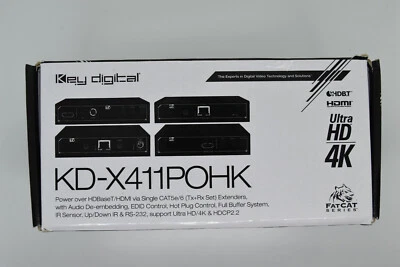 Key digital
The Experts in Digital Video Technology and Solutions
HDBT
HDMI
Ultra
HD
4K
KD-X411POHK
Power over HDBaseT/HDMI via Single CAT5e/6 (Tx+Rx Set) Extenders,
with Audio De-embedding, EDID Control, Hot Plug Control, Full Buffer System,
IR Sensor, Up/Down IR & RS-232, support Ultra HD/4K & HDCP2.2
FATCAT
SERIES